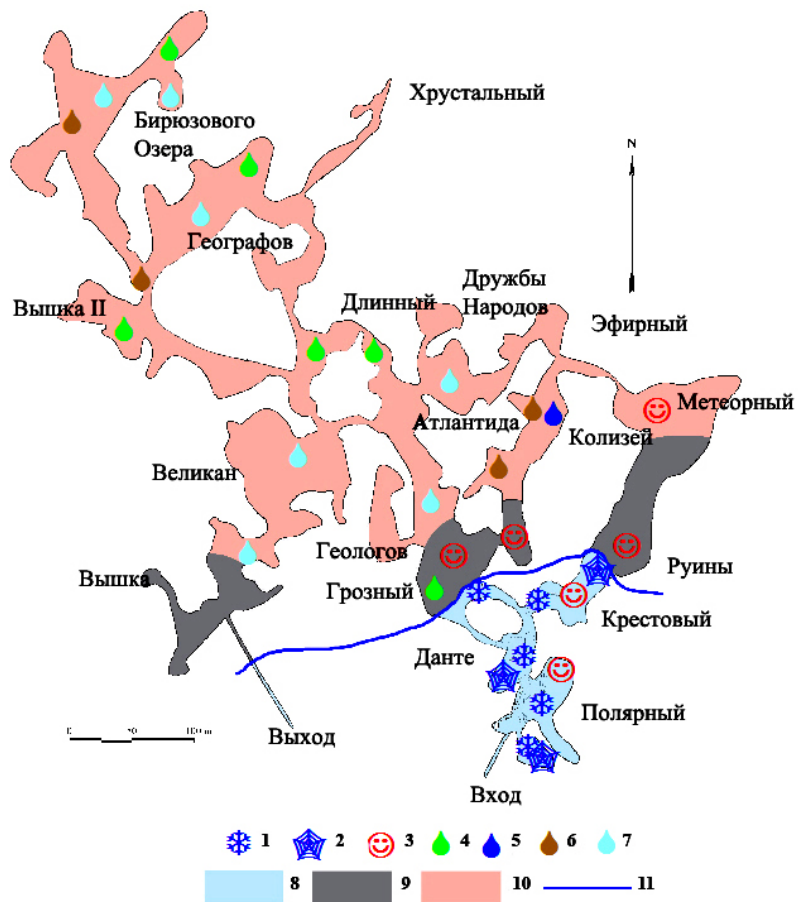 Хрустальный
N
Бирюзового
Озера
Географов
Дружбы
Народов
Вышка II
Длинный
Эфирный
Метеорный
Атлантида
Колизей
Великан
Геологов
Вышка
Руины
Грозный
Крестовый
Данте
Полярный
Выход
Вход
1 2 3 4 5 6 7
8 9 10 11